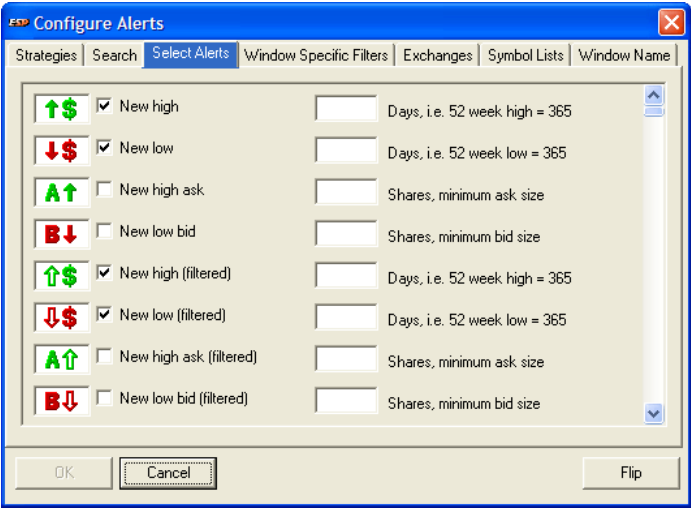 ESP Configure Alerts
Strategies Search Select Alerts Window Specific Filters Exchanges Symbol Lists Window Name
$ New high Days, i.e. 52 week high = 365
$ New low Days, i.e. 52 week low = 365
A New high ask Shares, minimum ask size
B New low bid Shares, minimum bid size
$ New high (filtered) Days, i.e. 52 week high = 365
$ New low (filtered) Days, i.e. 52 week low = 365
A New high ask (filtered) Shares, minimum ask size
B New low bid (filtered) Shares, minimum bid size
OK Cancel Flip